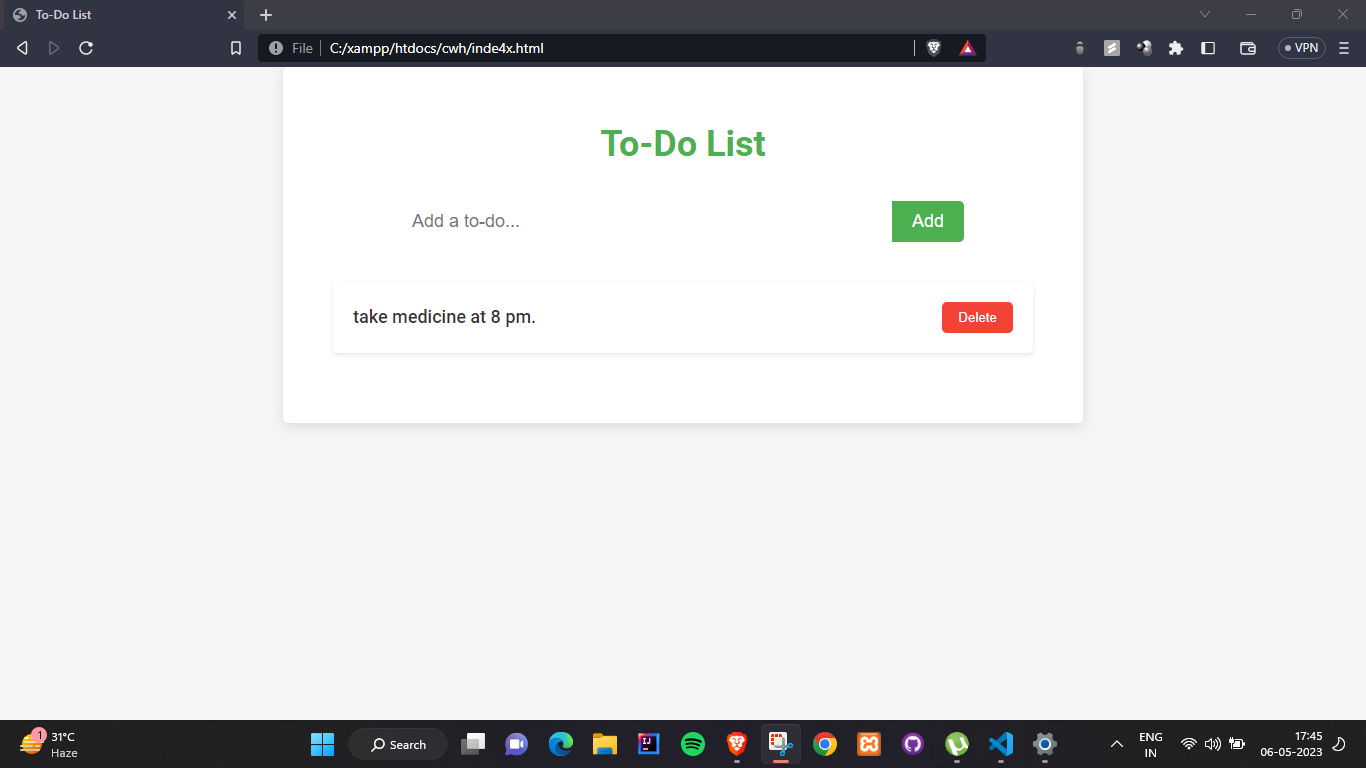 To-Do List
File C:/xampp/htdocs/cwh/inde4x.html
VPN
To-Do List
Add a to-do...
Add
take medicine at 8 pm.
Delete
1
31°C
Haze
Search
IJ
ENG
IN
17:45
06-05-2023